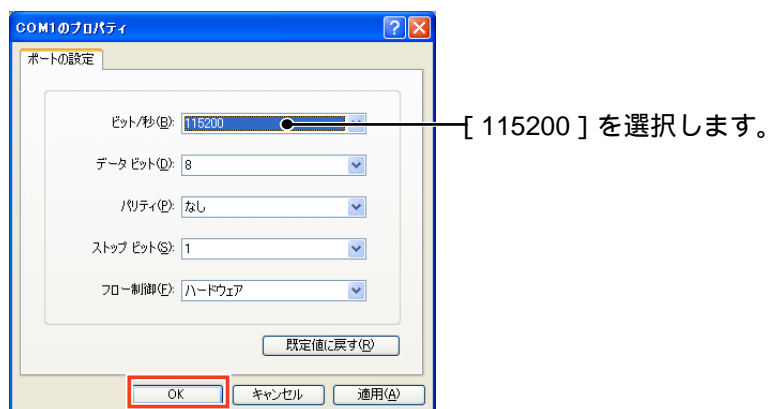 COM1のプロパティ
ポートの設定
ビット/秒(B): 115200
[ 115200 ] を選択します。
データ ビット(D): 8
パリティ(P): なし
ストップ ビット(S): 1
フロー制御(F): ハードウェア
既定値に戻す(R)
OK キャンセル 適用(A)